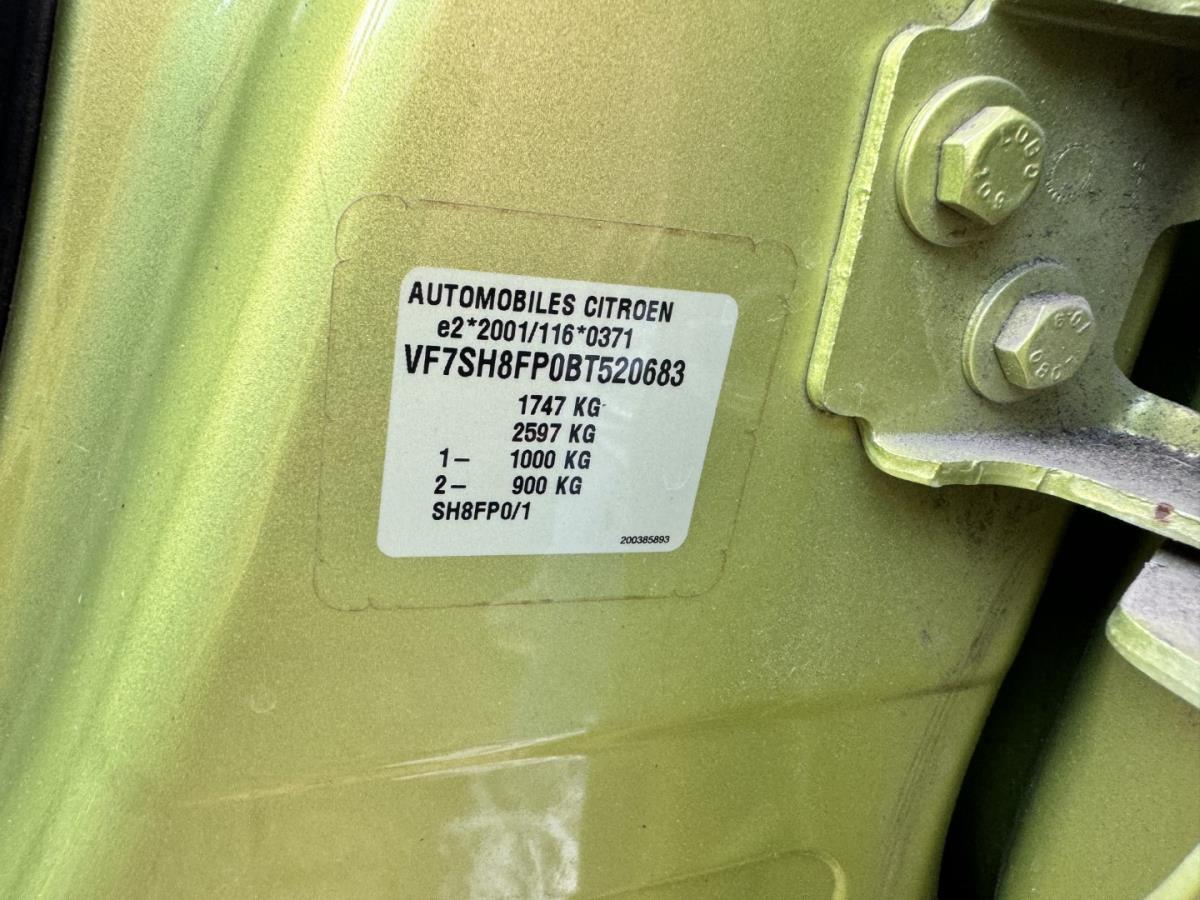 AUTOMOBILES CITROEN
e2*2001/116*0371
VF7SH8FP0BT520683
1747 KG
2597 KG
1– 1000 KG
2– 900 KG
SH8FP0/1
200385893